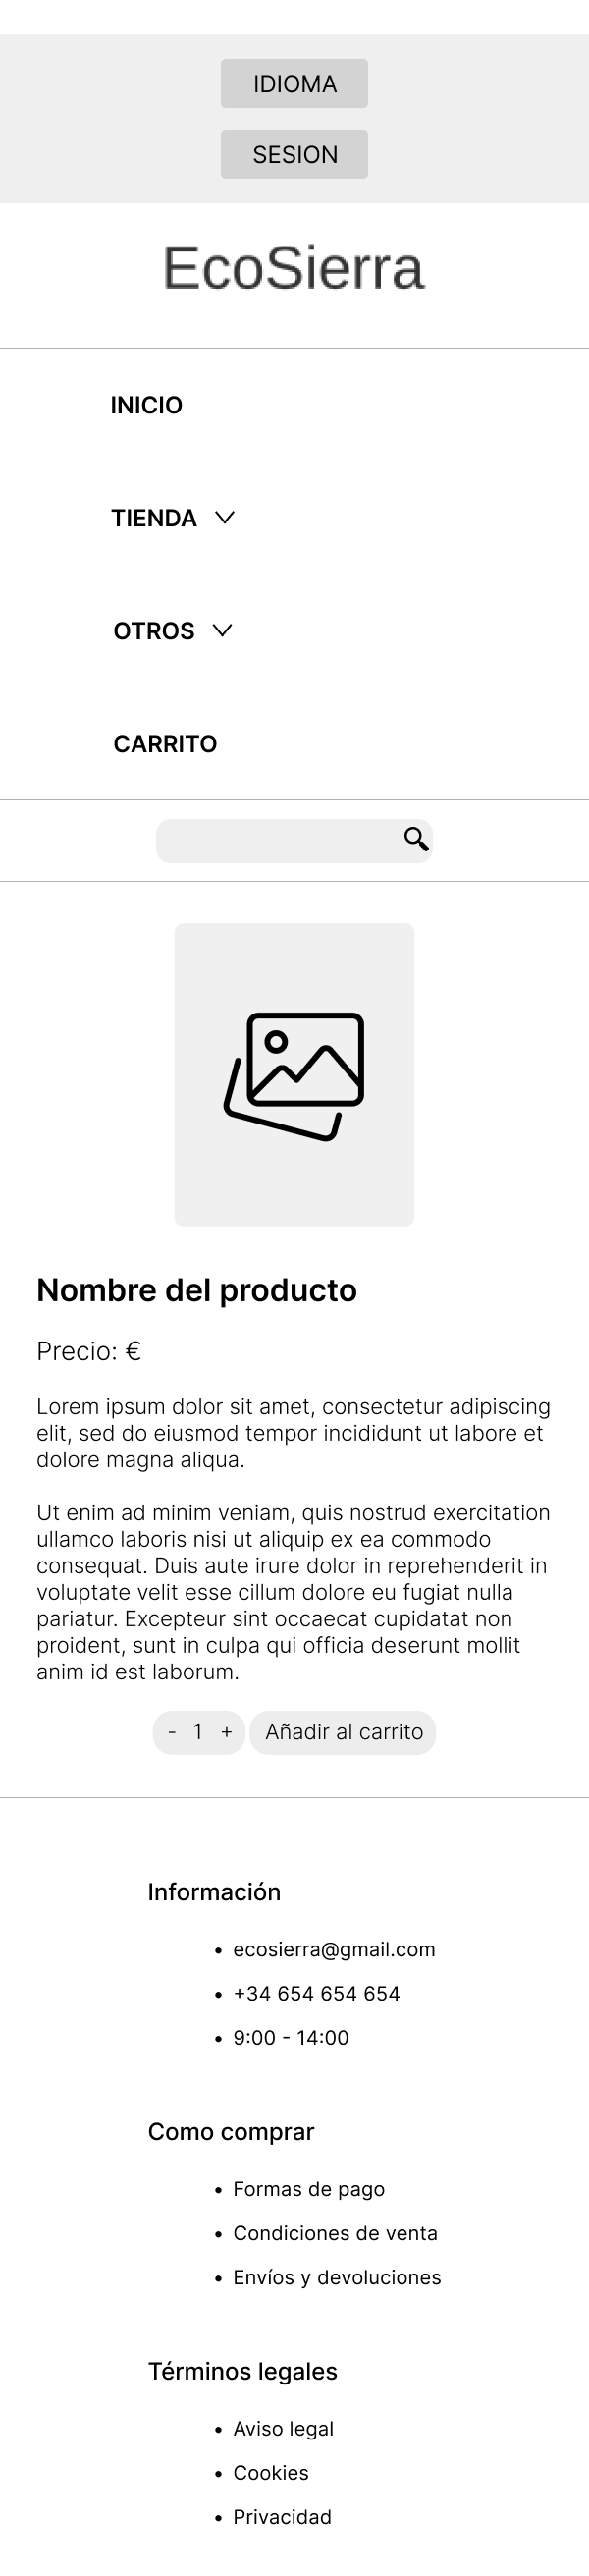 IDIOMA
SESION
EcoSierra
INICIO
TIENDA
OTROS
CARRITO
Nombre del producto
Precio: €
Lorem ipsum dolor sit amet, consectetur adipiscing
elit, sed do eiusmod tempor incididunt ut labore et
dolore magna aliqua.
Ut enim ad minim veniam, quis nostrud exercitation
ullamco laboris nisi ut aliquip ex ea commodo
consequat. Duis aute irure dolor in reprehenderit in
voluptate velit esse cillum dolore eu fugiat nulla
pariatur. Excepteur sint occaecat cupidatat non
proident, sunt in culpa qui officia deserunt mollit
anim id est laborum.
- 1 + Añadir al carrito
Información
• ecosierra@gmail.com
• +34 654 654 654
• 9:00 - 14:00
Como comprar
• Formas de pago
• Condiciones de venta
• Envíos y devoluciones
Términos legales
• Aviso legal
• Cookies
• Privacidad